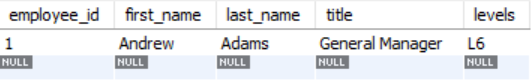 employee_id first_name last_name title levels
1 Andrew Adams General Manager L6
NULL NULL NULL NULL NULL